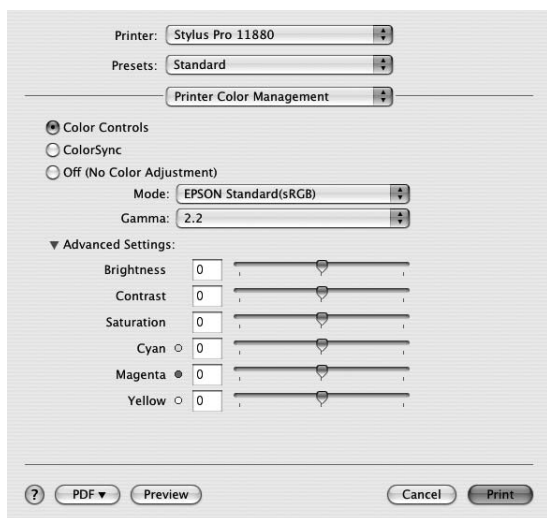 Printer: Stylus Pro 11880
Presets: Standard
Printer Color Management
Color Controls
ColorSync
Off (No Color Adjustment)
Mode: EPSON Standard(sRGB)
Gamma: 2.2
Advanced Settings:
Brightness 0
Contrast 0
Saturation 0
Cyan 0
Magenta 0
Yellow 0
? PDF Preview Cancel Print